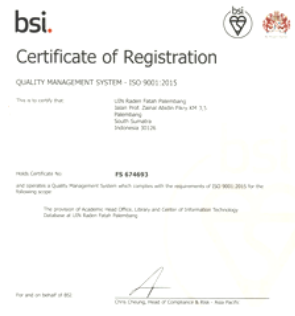 bsi.
bsi
Certificate of Registration
QUALITY MANAGEMENT SYSTEM - ISO 9001:2015
This is to certify that:
UIN Raden Fatah Palembang
Jalan Prof. Zainal Abidin Fikry KM 3,5
Palembang
South Sumatra
Indonesia 30126
Holds Certificate No:
FS 674693
and operates a Quality Management System which complies with the requirements of ISO 9001:2015 for the
following scope:
The provision of Academic Head Office, Library and Center of Information Technology
Database at UIN Raden Fatah Palembang
For and on behalf of BSI:
Chris Cheung, Head of Compliance & Risk - Asia Pacific